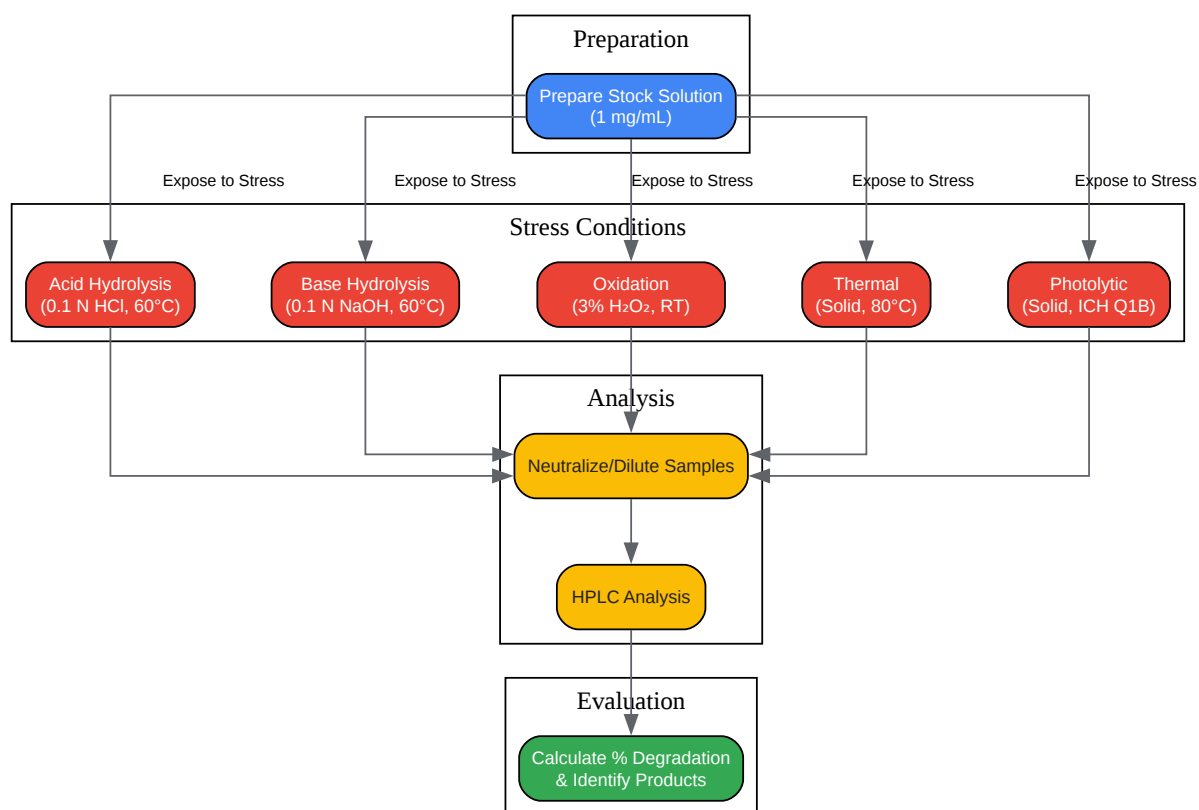 Preparation
Prepare Stock Solution
(1 mg/mL)
Expose to Stress
Expose to Stress
Expose to Stress
Expose to Stress
Expose to Stress
Stress Conditions
Acid Hydrolysis
(0.1 N HCl, 60°C)
Base Hydrolysis
(0.1 N NaOH, 60°C)
Oxidation
(3% H₂O₂, RT)
Thermal
(Solid, 80°C)
Photolytic
(Solid, ICH Q1B)
Analysis
Neutralize/Dilute Samples
HPLC Analysis
Evaluation
Calculate % Degradation
& Identify Products